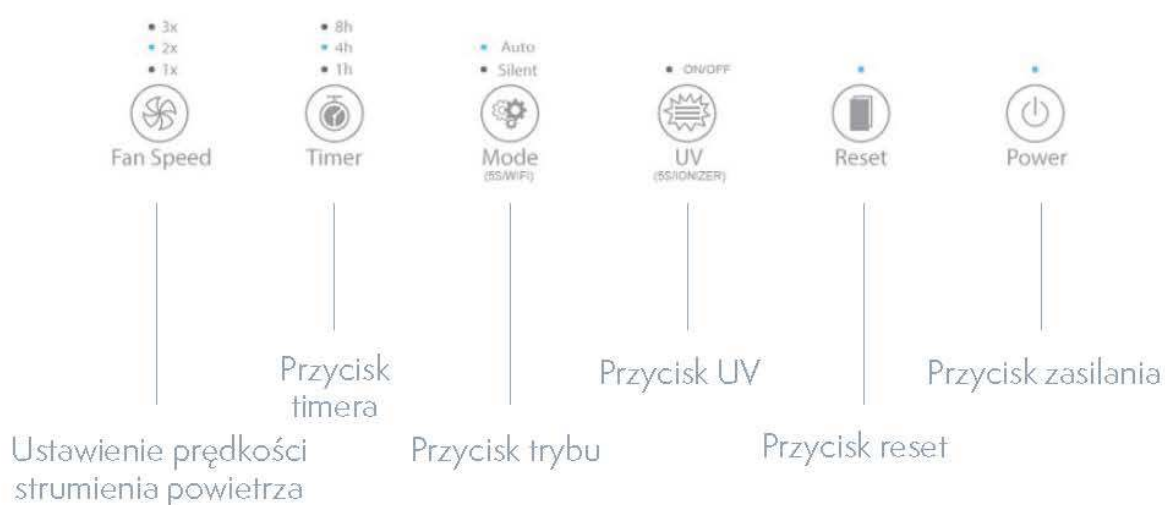 3x
2x
1x
Fan Speed
8h
4h
1h
Timer
Auto
Silent
Mode
(5S/WIFI)
ON/OFF
UV
(5S/IONIZER)
Reset
Power
Przycisk
timera
Przycisk UV
Przycisk zasilania
Ustawienie prędkości
strumienia powietrza
Przycisk trybu
Przycisk reset